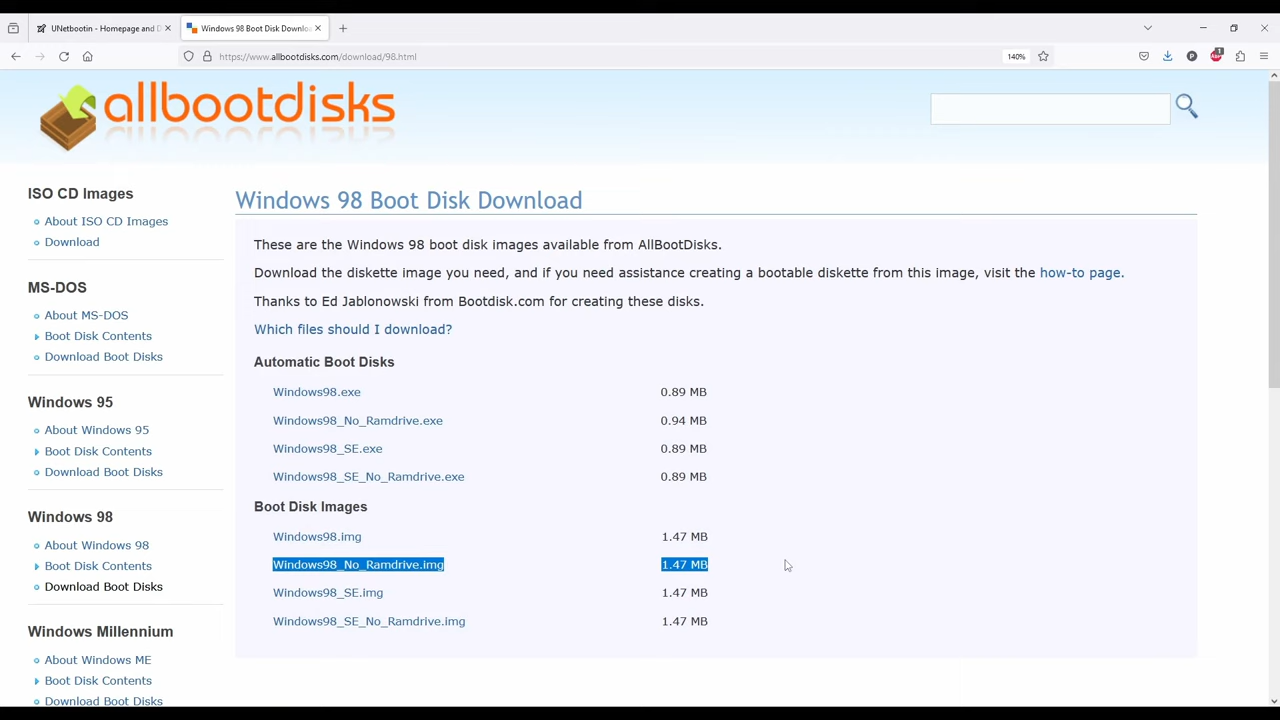 UNetbootin - Homepage and D
Windows 98 Boot Disk Downlo
https://www.allbootdisks.com/download/98.html
140%
P
1
allbootdisks
ISO CD Images
About ISO CD Images
Download
MS-DOS
About MS-DOS
Boot Disk Contents
Download Boot Disks
Windows 95
About Windows 95
Boot Disk Contents
Download Boot Disks
Windows 98
About Windows 98
Boot Disk Contents
Download Boot Disks
Windows Millennium
About Windows ME
Boot Disk Contents
Download Boot Disks
Windows 98 Boot Disk Download
These are the Windows 98 boot disk images available from AllBootDisks.
Download the diskette image you need, and if you need assistance creating a bootable diskette from this image, visit the how-to page.
Thanks to Ed Jablonowski from Bootdisk.com for creating these disks.
Which files should I download?
Automatic Boot Disks
Windows98.exe 0.89 MB
Windows98_No_Ramdrive.exe 0.94 MB
Windows98_SE.exe 0.89 MB
Windows98_SE_No_Ramdrive.exe 0.89 MB
Boot Disk Images
Windows98.img 1.47 MB
Windows98_No_Ramdrive.img 1.47 MB
Windows98_SE.img 1.47 MB
Windows98_SE_No_Ramdrive.img 1.47 MB